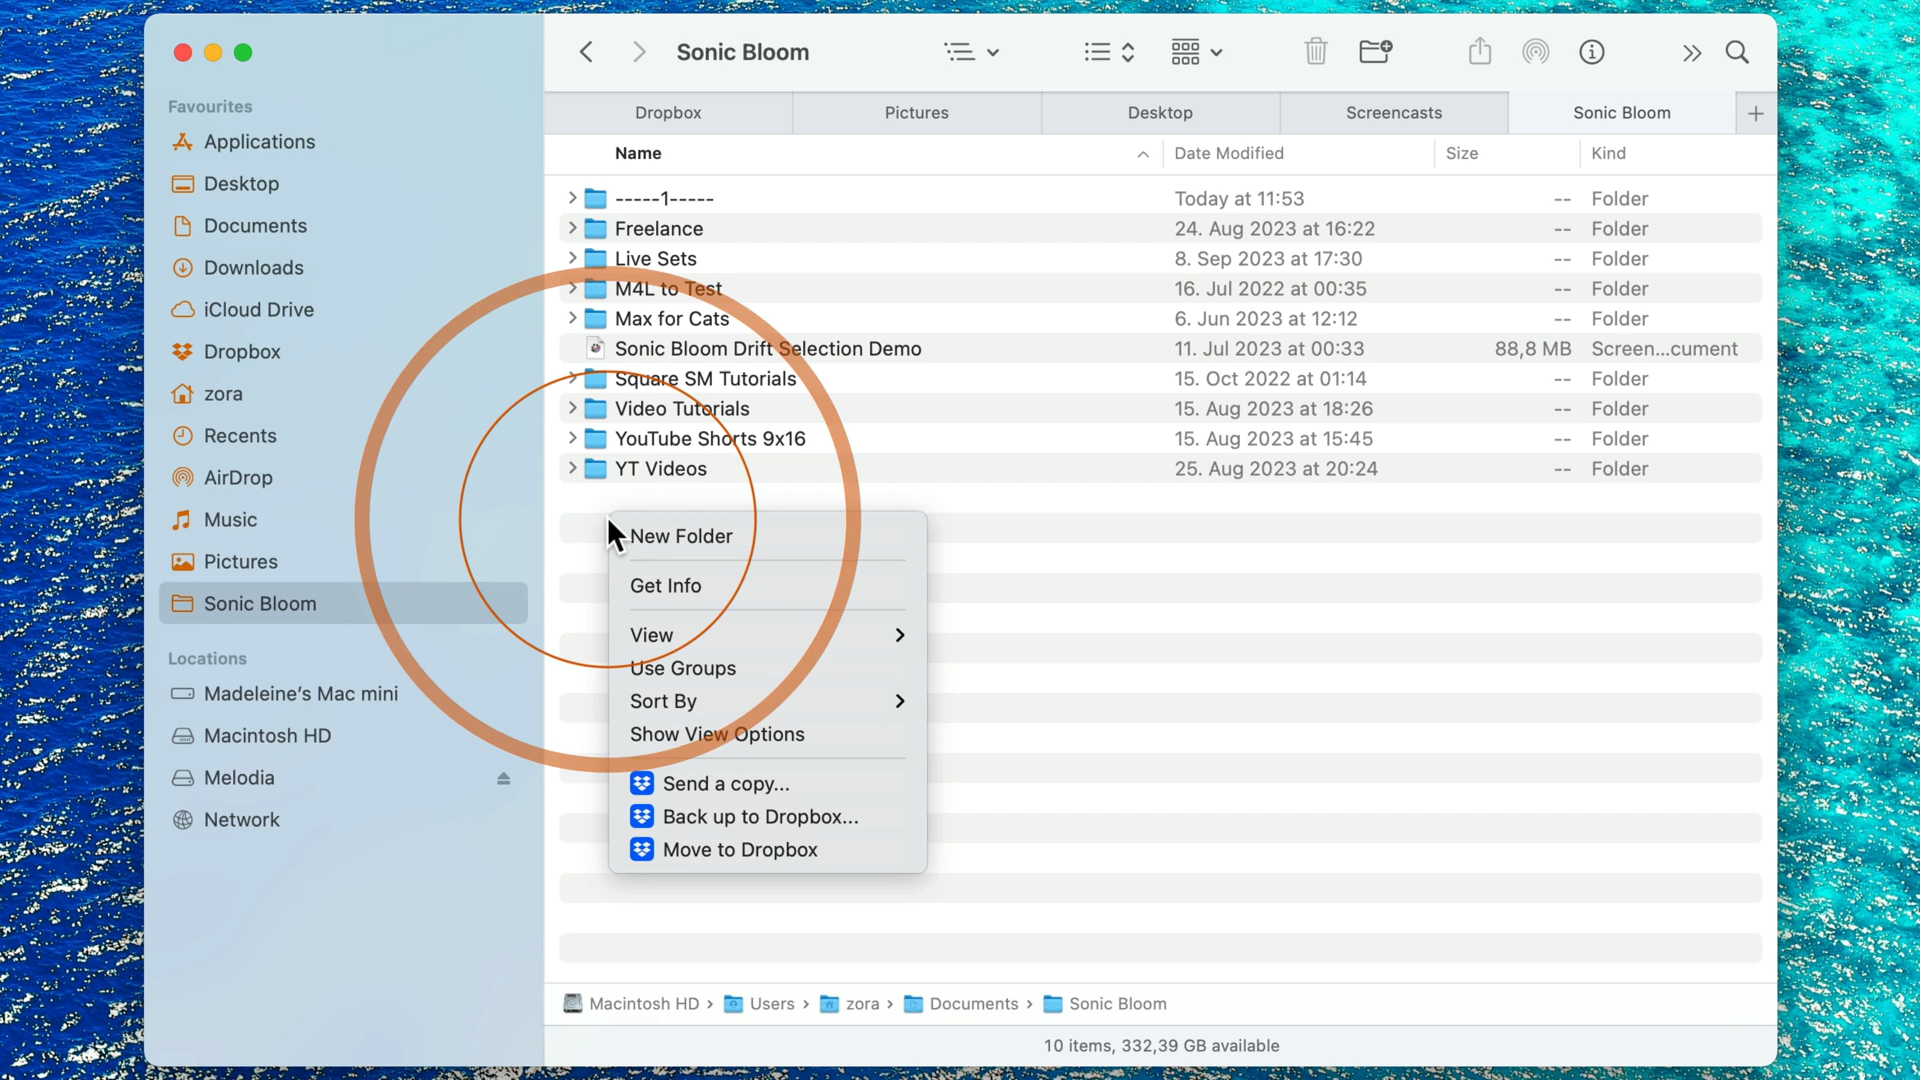 Sonic Bloom
Favourites
Applications
Desktop
Documents
Downloads
iCloud Drive
Dropbox
zora
Recents
AirDrop
Music
Pictures
Sonic Bloom
Locations
Madeleine’s Mac mini
Macintosh HD
Melodia
Network
Dropbox Pictures Desktop Screencasts Sonic Bloom +
Name Date Modified Size Kind
-----1----- Today at 11:53 -- Folder
Freelance 24. Aug 2023 at 16:22 -- Folder
Live Sets 8. Sep 2023 at 17:30 -- Folder
M4L to Test 16. Jul 2022 at 00:35 -- Folder
Max for Cats 6. Jun 2023 at 12:12 -- Folder
Sonic Bloom Drift Selection Demo 11. Jul 2023 at 00:33 88,8 MB Screen...cument
Square SM Tutorials 15. Oct 2022 at 01:14 -- Folder
Video Tutorials 15. Aug 2023 at 18:26 -- Folder
YouTube Shorts 9x16 15. Aug 2023 at 15:45 -- Folder
YT Videos 25. Aug 2023 at 20:24 -- Folder
New Folder
Get Info
View
Use Groups
Sort By
Show View Options
Send a copy...
Back up to Dropbox...
Move to Dropbox
Macintosh HD › Users › zora › Documents › Sonic Bloom
10 items, 332,39 GB available